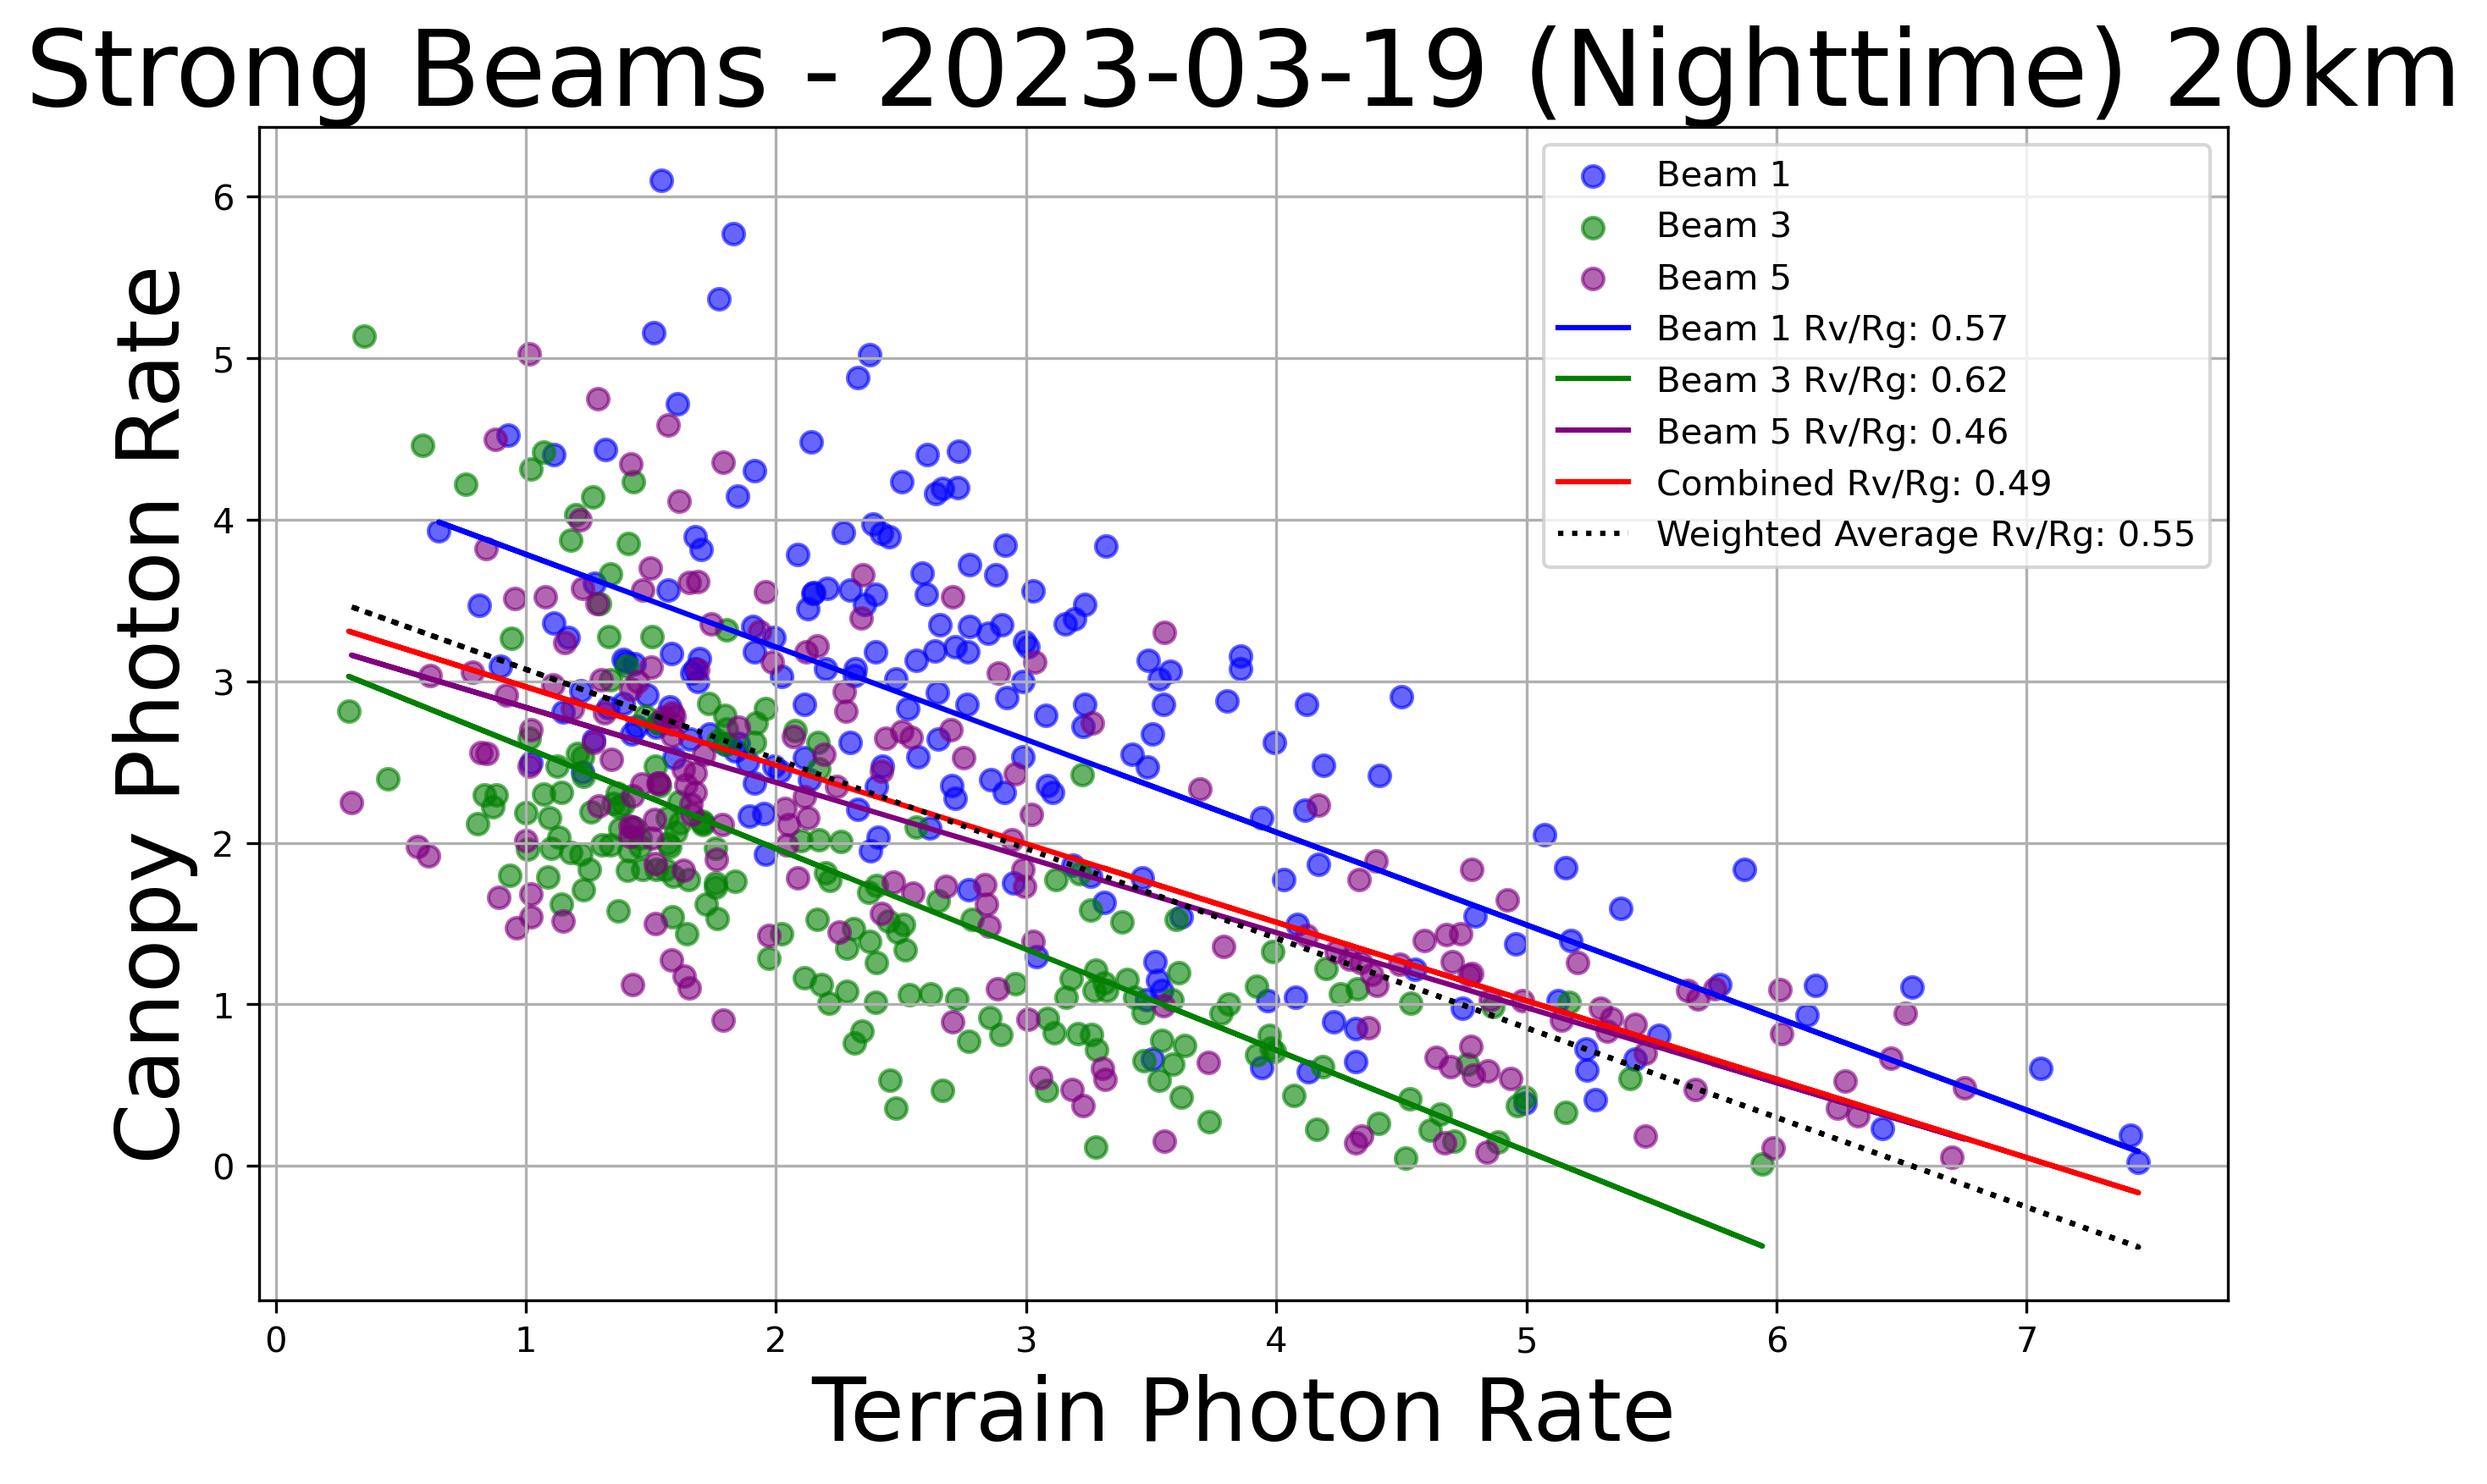 Strong Beams - 2023-03-19 (Nighttime) 20km
Beam 1
Beam 3
Beam 5
Beam 1 Rv/Rg: 0.57
Beam 3 Rv/Rg: 0.62
Beam 5 Rv/Rg: 0.46
Combined Rv/Rg: 0.49
Weighted Average Rv/Rg: 0.55
Canopy Photon Rate
6
5
4
3
2
1
0
0 1 2 3 4 5 6 7
Terrain Photon Rate